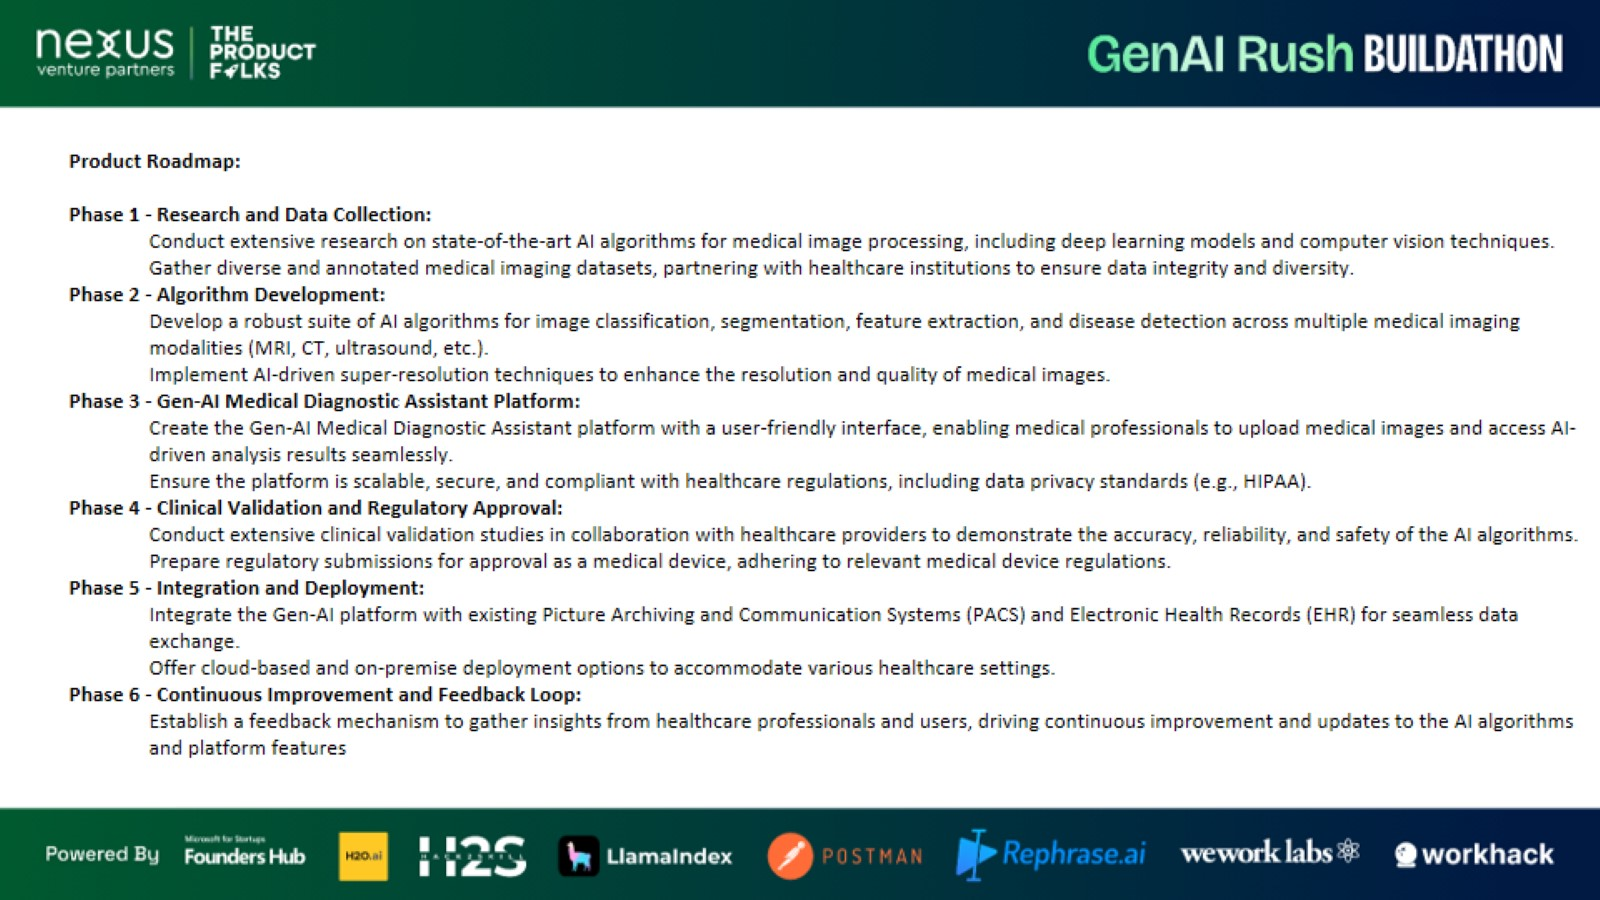 nexus
venture partners
THE
PRODUCT
FOLKS
GenAI Rush BUILDATHON
Product Roadmap:
Phase 1 - Research and Data Collection:
Conduct extensive research on state-of-the-art AI algorithms for medical image processing, including deep learning models and computer vision techniques.
Gather diverse and annotated medical imaging datasets, partnering with healthcare institutions to ensure data integrity and diversity.
Phase 2 - Algorithm Development:
Develop a robust suite of AI algorithms for image classification, segmentation, feature extraction, and disease detection across multiple medical imaging
modalities (MRI, CT, ultrasound, etc.).
Implement AI-driven super-resolution techniques to enhance the resolution and quality of medical images.
Phase 3 - Gen-AI Medical Diagnostic Assistant Platform:
Create the Gen-AI Medical Diagnostic Assistant platform with a user-friendly interface, enabling medical professionals to upload medical images and access AI-
driven analysis results seamlessly.
Ensure the platform is scalable, secure, and compliant with healthcare regulations, including data privacy standards (e.g., HIPAA).
Phase 4 - Clinical Validation and Regulatory Approval:
Conduct extensive clinical validation studies in collaboration with healthcare providers to demonstrate the accuracy, reliability, and safety of the AI algorithms.
Prepare regulatory submissions for approval as a medical device, adhering to relevant medical device regulations.
Phase 5 - Integration and Deployment:
Integrate the Gen-AI platform with existing Picture Archiving and Communication Systems (PACS) and Electronic Health Records (EHR) for seamless data
exchange.
Offer cloud-based and on-premise deployment options to accommodate various healthcare settings.
Phase 6 - Continuous Improvement and Feedback Loop:
Establish a feedback mechanism to gather insights from healthcare professionals and users, driving continuous improvement and updates to the AI algorithms
and platform features
Powered By
Microsoft for Startups
Founders Hub
H2O.ai
H2S
HACK2SKILL
LlamaIndex
POSTMAN
Rephrase.ai
wework labs
workhack